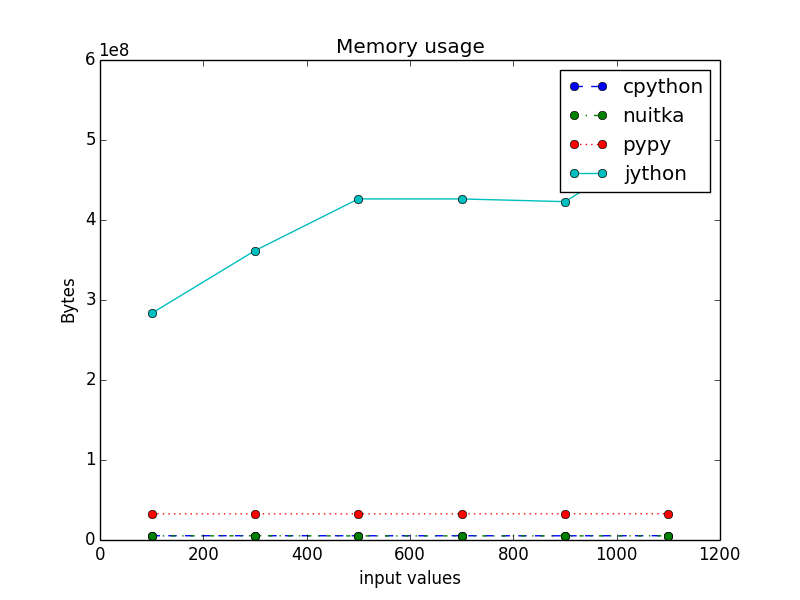 Memory usage
1e8
6
5
4
3
2
1
0
Bytes
cpython
nuitka
pypy
jython
0 200 400 600 800 1000 1200
input values